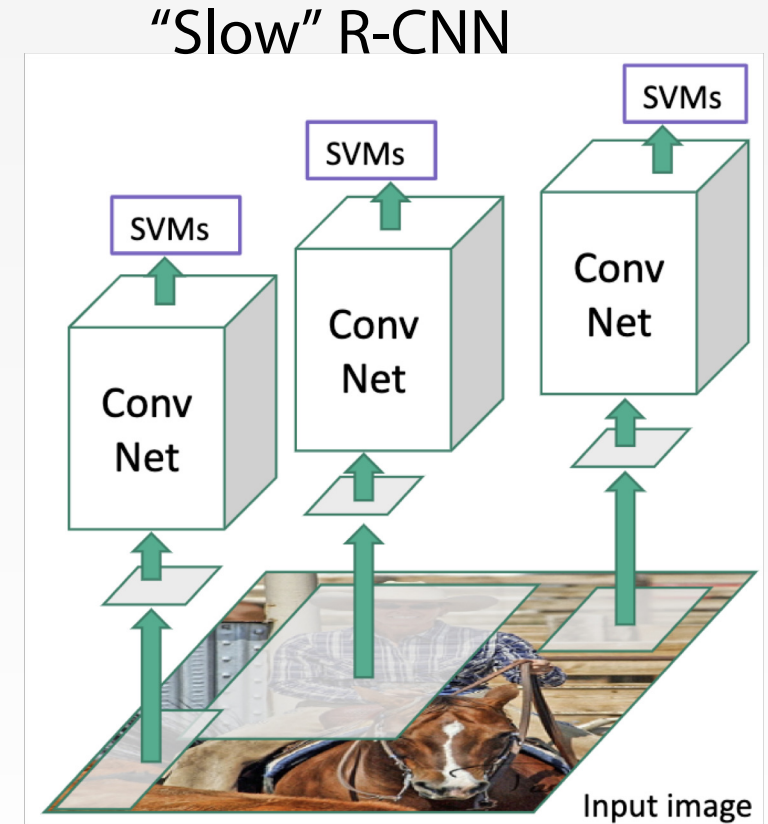 “Slow” R-CNN
SVMs
SVMs
SVMs
Conv
Net
Conv
Net
Conv
Net
Input image